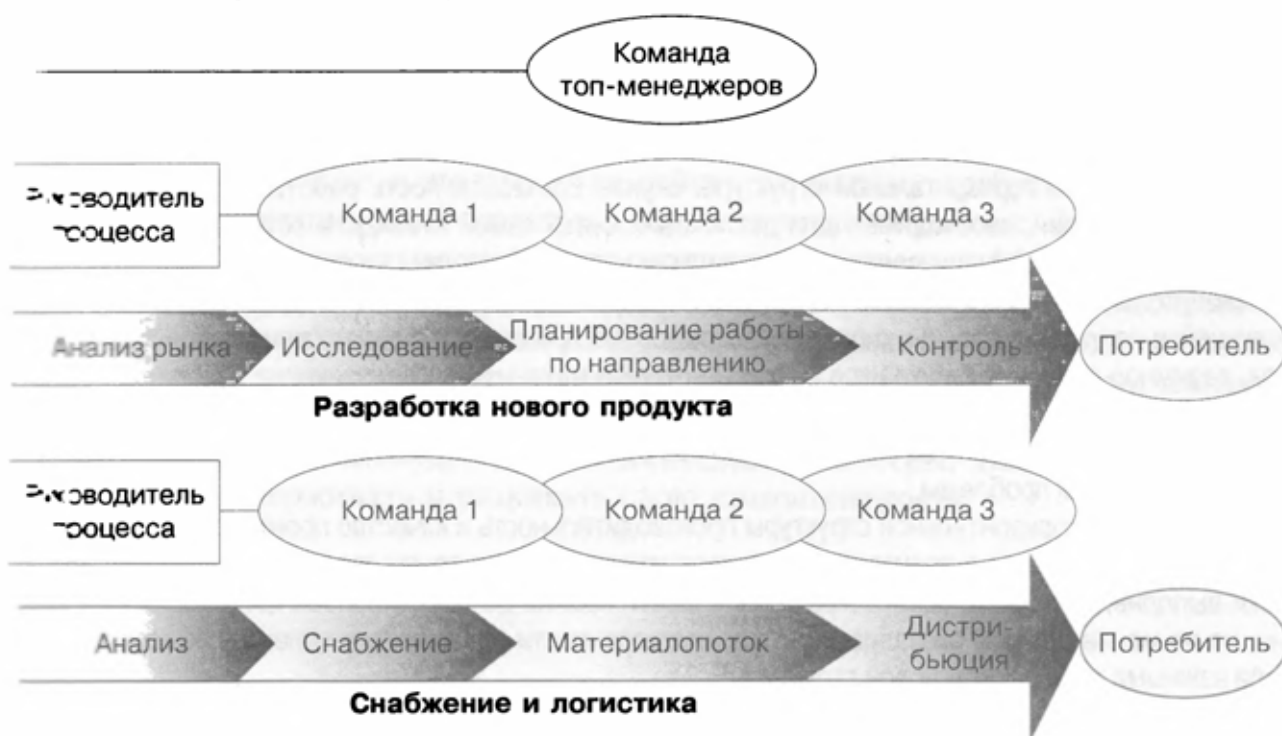 Команда
топ-менеджеров
Руководитель
процесса
Команда 1
Команда 2
Команда 3
Анализ рынка
Исследование
Планирование работы
по направлению
Контроль
Потребитель
Разработка нового продукта
Руководитель
процесса
Команда 1
Команда 2
Команда 3
Анализ
Снабжение
Материалопоток
Дистри-
бьюция
Потребитель
Снабжение и логистика